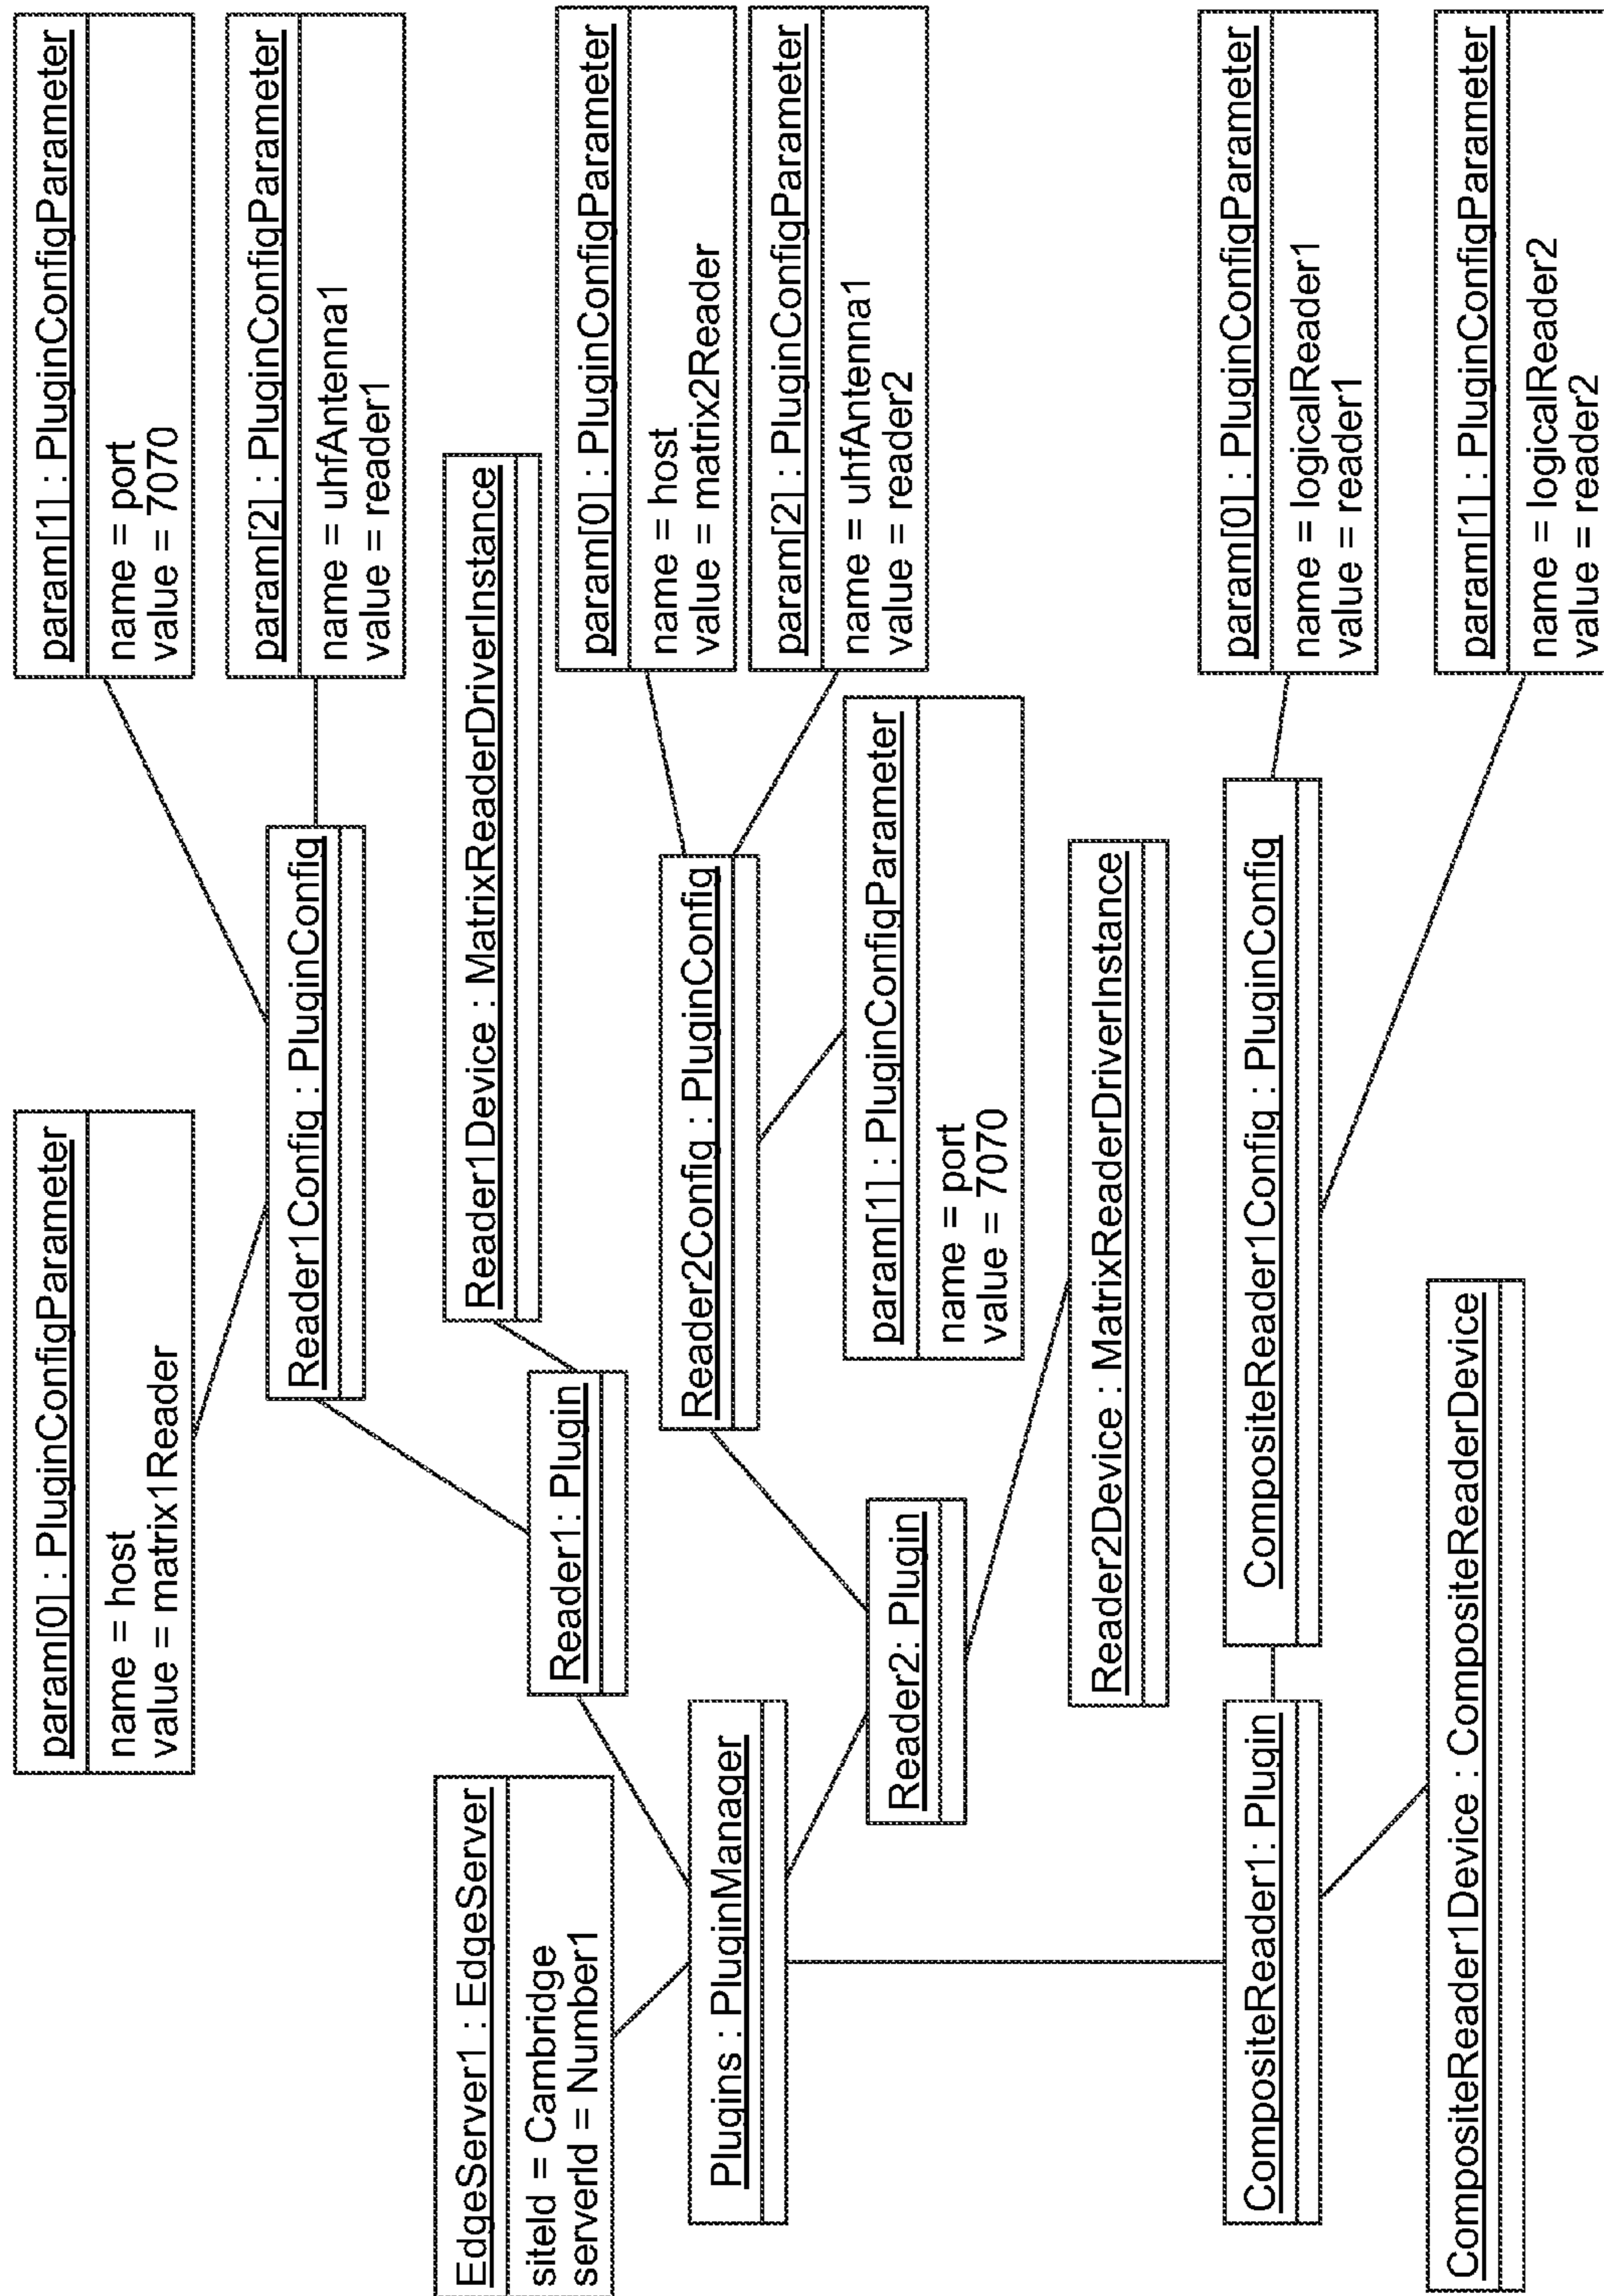 param[0] : PluginConfigParameter
name = host
value = matrix1Reader
param[1] : PluginConfigParameter
name = port
value = 7070
Reader1Config : PluginConfig
param[2] : PluginConfigParameter
name = uhfAntenna1
value = reader1
EdgeServer1 : EdgeServer
siteId = Cambridge
serverId = Number1
Reader1: Plugin
Reader1Device : MatrixReaderDriverInstance
Plugins : PluginManager
Reader2Config : PluginConfig
param[0] : PluginConfigParameter
name = host
value = matrix2Reader
param[2] : PluginConfigParameter
name = uhfAntenna1
value = reader2
Reader2: Plugin
param[1] : PluginConfigParameter
name = port
value = 7070
Reader2Device : MatrixReaderDriverInstance
CompositeReader1: Plugin
CompositeReader1Config : PluginConfig
param[0] : PluginConfigParameter
name = logicalReader1
value = reader1
CompositeReader1Device : CompositeReaderDevice
param[1] : PluginConfigParameter
name = logicalReader2
value = reader2